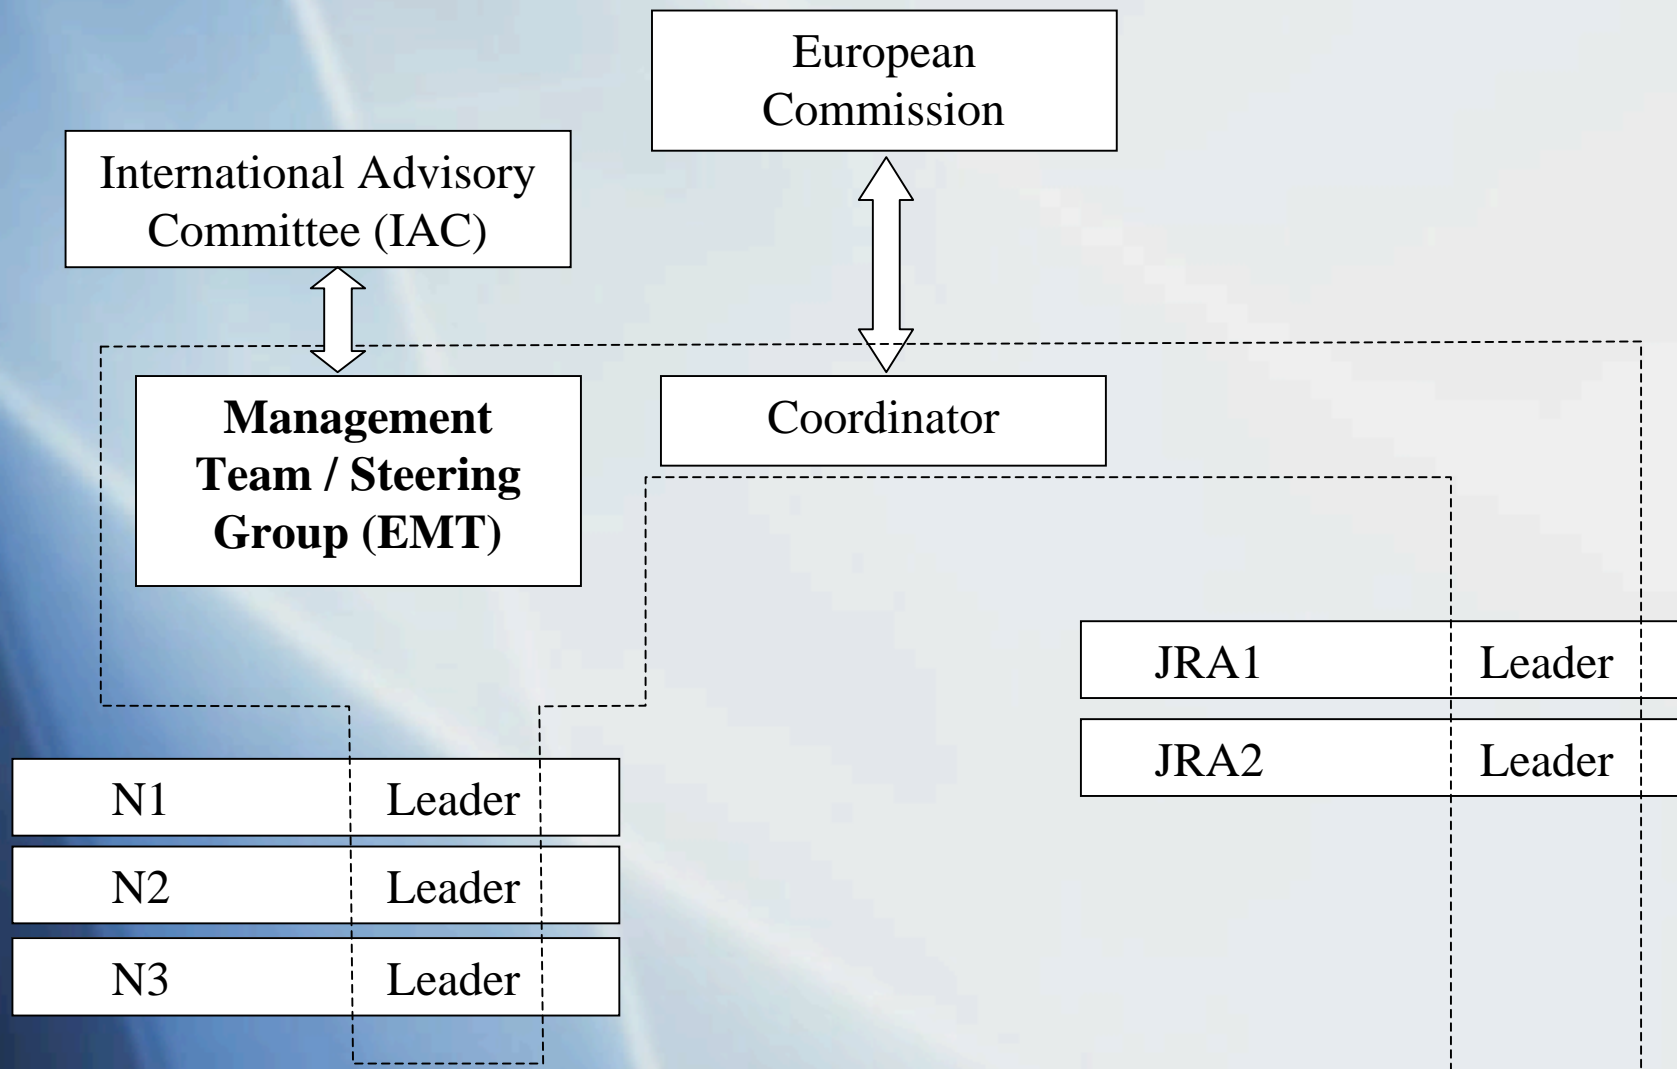 European
Commission
International Advisory
Committee (IAC)
Management
Team / Steering
Group (EMT)
Coordinator
JRA1 Leader
JRA2 Leader
N1 Leader
N2 Leader
N3 Leader